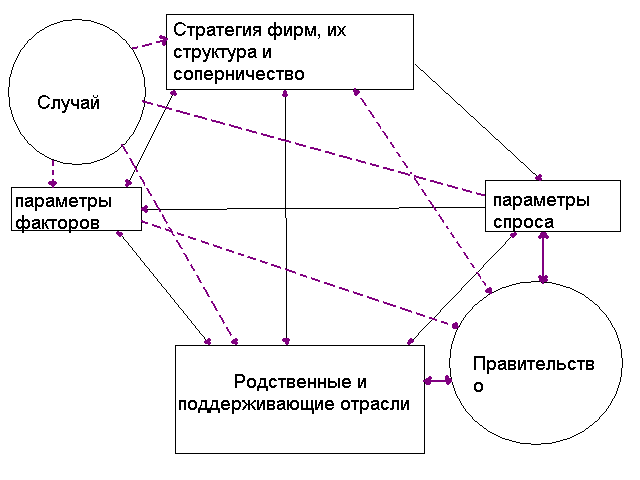 Стратегия фирм, их
структура и
соперничество
Случай
параметры
факторов
параметры
спроса
Правительств
о
Родственные и
поддерживающие отрасли